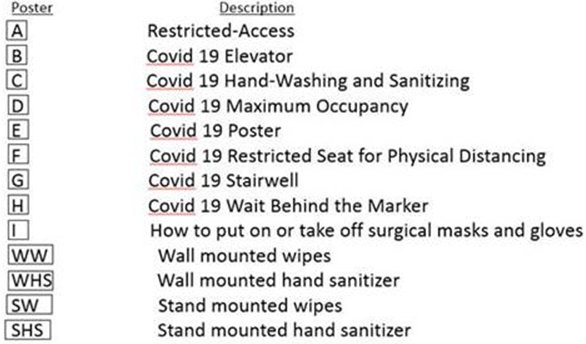 Poster Description
A Restricted-Access
B Covid 19 Elevator
C Covid 19 Hand-Washing and Sanitizing
D Covid 19 Maximum Occupancy
E Covid 19 Poster
F Covid 19 Restricted Seat for Physical Distancing
G Covid 19 Stairwell
H Covid 19 Wait Behind the Marker
I How to put on or take off surgical masks and gloves
WW Wall mounted wipes
WHS Wall mounted hand sanitizer
SW Stand mounted wipes
SHS Stand mounted hand sanitizer